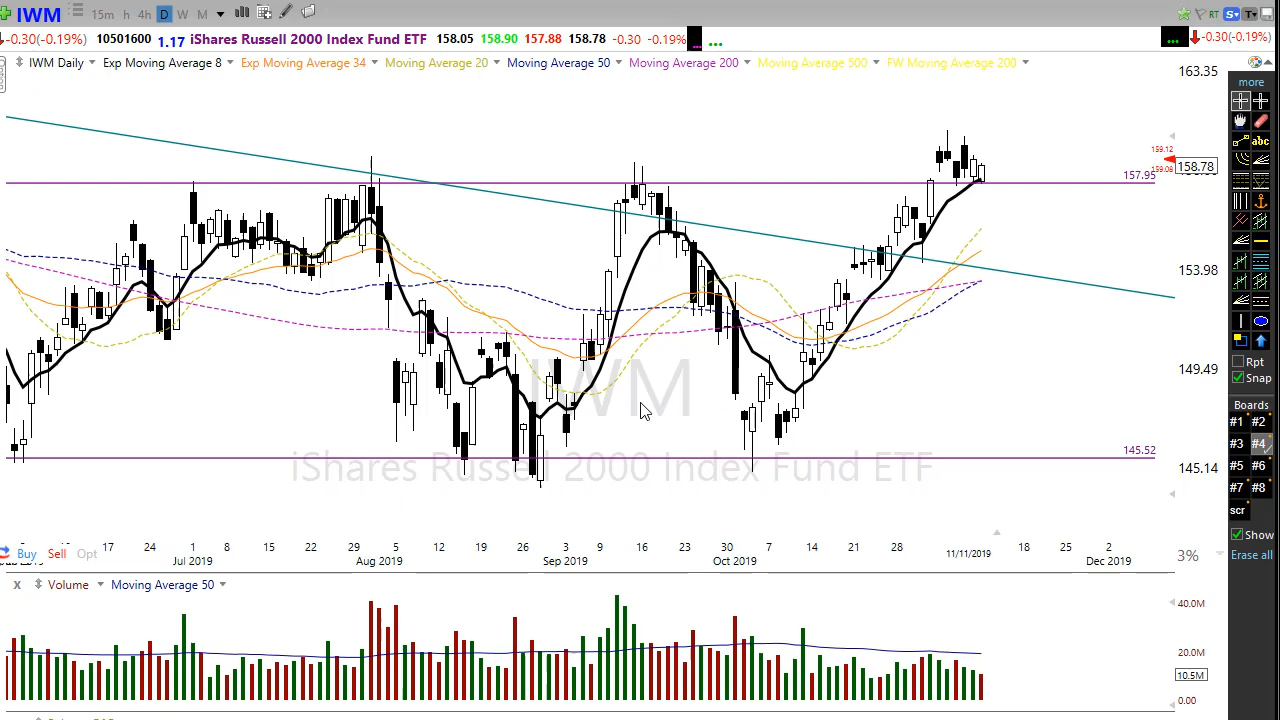 IWM 15m h 4h D W M RT S T
-0.30(-0.19%) 10501600 1.17 iShares Russell 2000 Index Fund ETF 158.05 158.90 157.88 158.78 -0.30 -0.19% ... ... ... -0.30(-0.19%)
IWM Daily Exp Moving Average 8 Exp Moving Average 34 Moving Average 20 Moving Average 50 Moving Average 200 Moving Average 500 FW Moving Average 200
163.35
more
abc
159.12
158.78
159.08
157.95
153.98
149.49
IWM
145.52
iShares Russell 2000 Index Fund ETF
145.14
Rpt
Snap
Boards
#1 #2
#3 #4
#5 #6
#7 #8
scr
Show
Erase all
17 24 1 8 15 22 29 5 12 19 26 3 9 16 23 30 7 14 21 28 11/11/2019 18 25 2
Buy Sell Opt
2019 Jul 2019 Aug 2019 Sep 2019 Oct 2019 Dec 2019
3%
X Volume Moving Average 50
40.0M
20.0M
10.5M
0.00